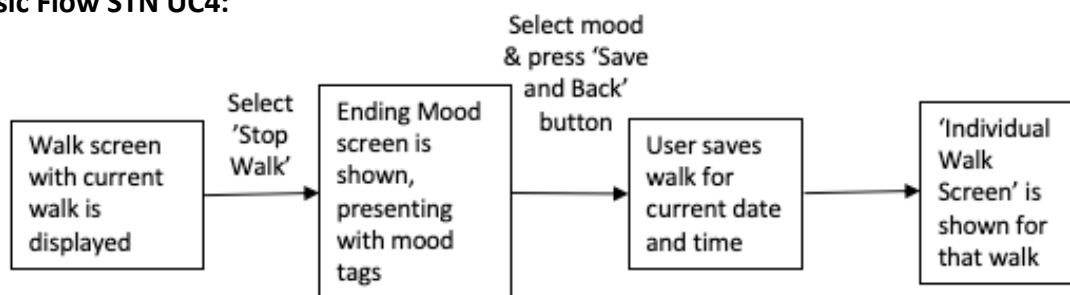 sic Flow STN UC4:
Walk screen
with current
walk is
displayed
Select
'Stop
Walk'
Ending Mood
screen is
shown,
presenting
with mood
tags
Select mood
& press 'Save
and Back'
button
User saves
walk for
current date
and time
'Individual
Walk
Screen' is
shown for
that walk